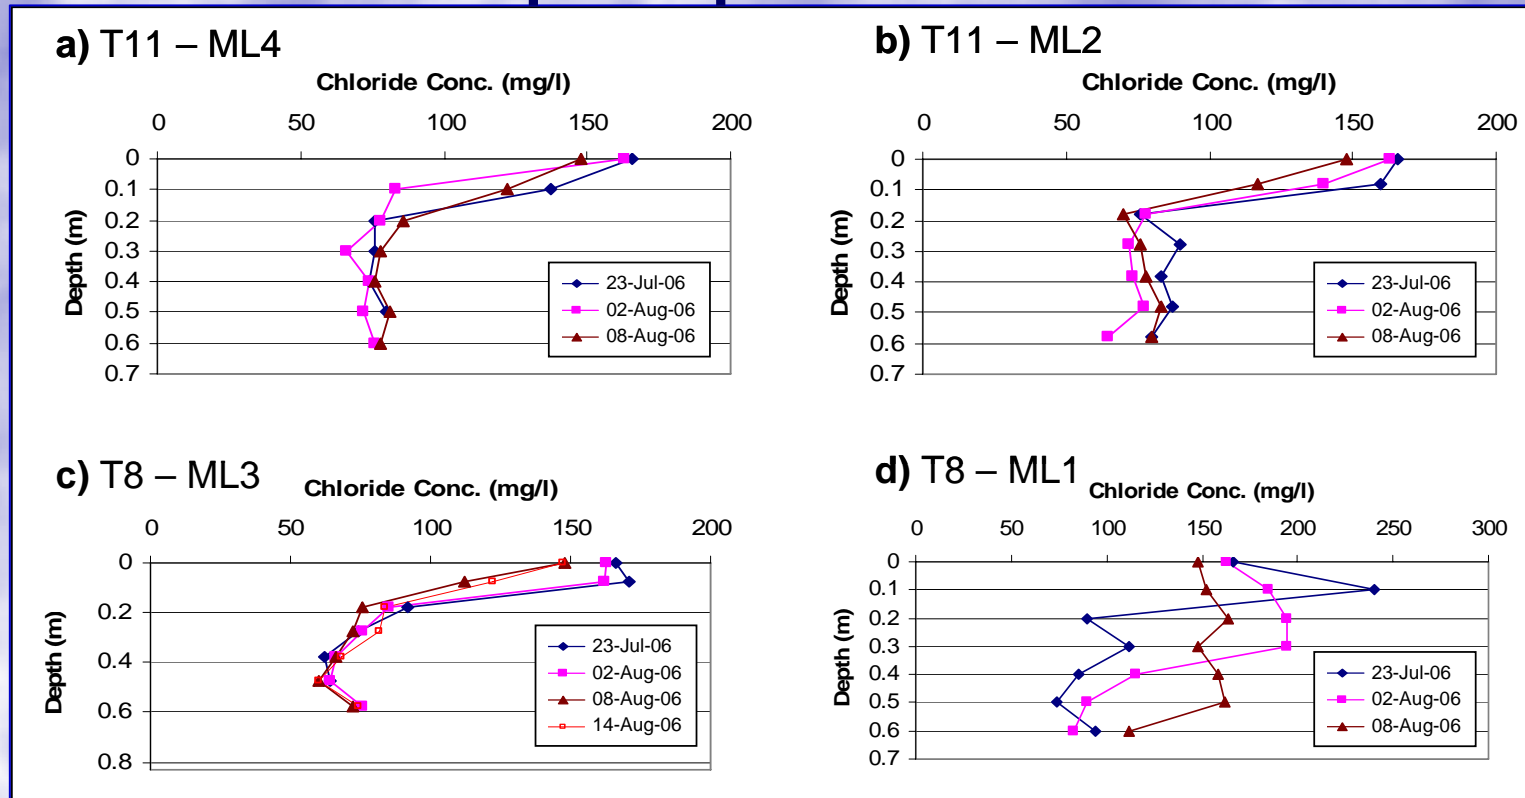 a) T11 – ML4
Chloride Conc. (mg/l)
0 50 100 150 200
Depth (m)
0
0.1
0.2
0.3
0.4
0.5
0.6
0.7
23-Jul-06
02-Aug-06
08-Aug-06
b) T11 – ML2
Chloride Conc. (mg/l)
0 50 100 150 200
Depth (m)
0
0.1
0.2
0.3
0.4
0.5
0.6
0.7
23-Jul-06
02-Aug-06
08-Aug-06
c) T8 – ML3
Chloride Conc. (mg/l)
0 50 100 150 200
Depth (m)
0
0.2
0.4
0.6
0.8
23-Jul-06
02-Aug-06
08-Aug-06
14-Aug-06
d) T8 – ML1
Chloride Conc. (mg/l)
0 50 100 150 200 250 300
Depth (m)
0
0.1
0.2
0.3
0.4
0.5
0.6
0.7
23-Jul-06
02-Aug-06
08-Aug-06